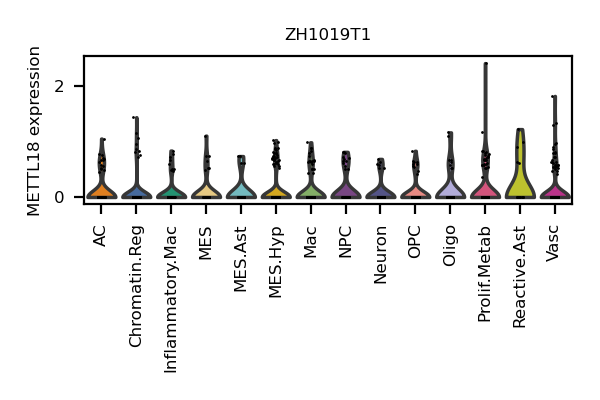 ZH1019T1
METTL18 expression
2
0
AC
Chromatin.Reg
Inflammatory.Mac
MES
MES.Ast
MES.Hyp
Mac
NPC
Neuron
OPC
Oligo
Prolif.Metab
Reactive.Ast
Vasc